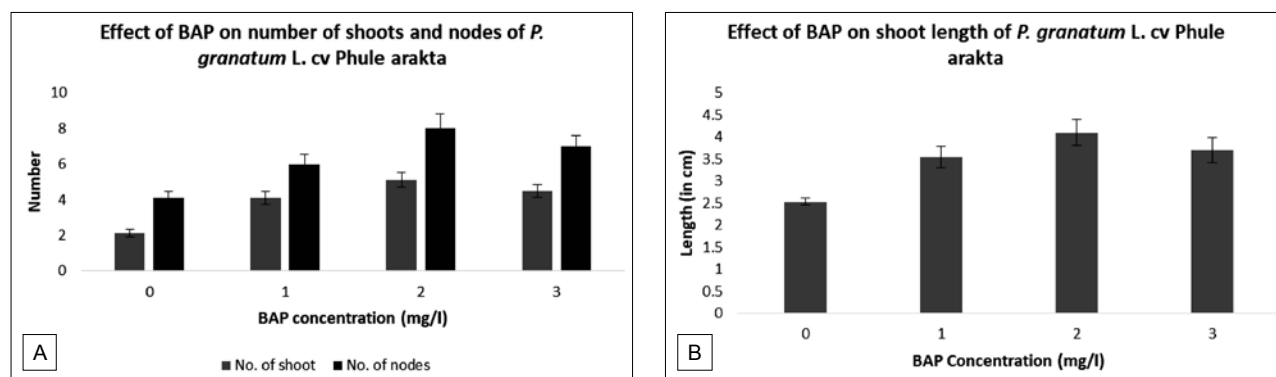 Effect of BAP on number of shoots and nodes of P.
granatum L. cv Phule arakta
10
8
6
4
2
0
Number
0 1 2 3
BAP concentration (mg/l)
No. of shoot No. of nodes
A
Effect of BAP on shoot length of P. granatum L. cv Phule
arakta
5
4.5
4
3.5
3
2.5
2
1.5
1
0.5
0
Length (in cm)
0 1 2 3
BAP Concentration (mg/l)
B